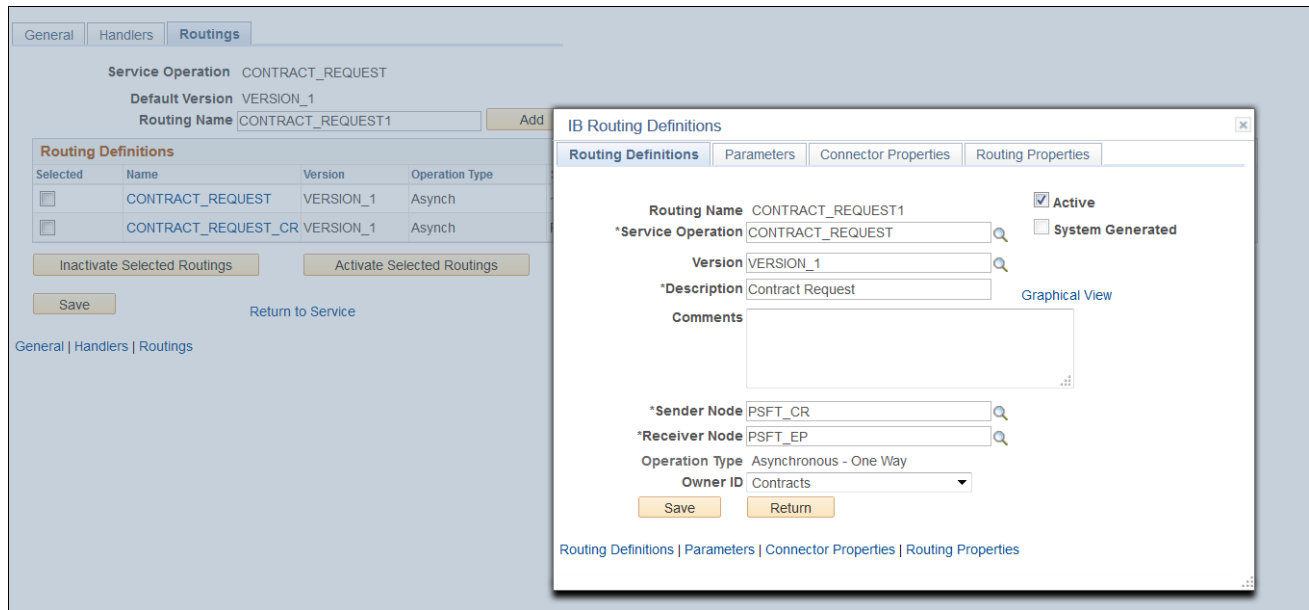 General Handlers Routings
Service Operation CONTRACT_REQUEST
Default Version VERSION_1
Routing Name CONTRACT_REQUEST1 Add
Routing Definitions
Selected Name Version Operation Type
CONTRACT_REQUEST VERSION_1 Asynch
CONTRACT_REQUEST_CR VERSION_1 Asynch
Inactivate Selected Routings Activate Selected Routings
Save Return to Service
General | Handlers | Routings
IB Routing Definitions
Routing Definitions Parameters Connector Properties Routing Properties
Routing Name CONTRACT_REQUEST1 Active
*Service Operation CONTRACT_REQUEST System Generated
Version VERSION_1
*Description Contract Request Graphical View
Comments
*Sender Node PSFT_CR
*Receiver Node PSFT_EP
Operation Type Asynchronous - One Way
Owner ID Contracts
Save Return
Routing Definitions | Parameters | Connector Properties | Routing Properties